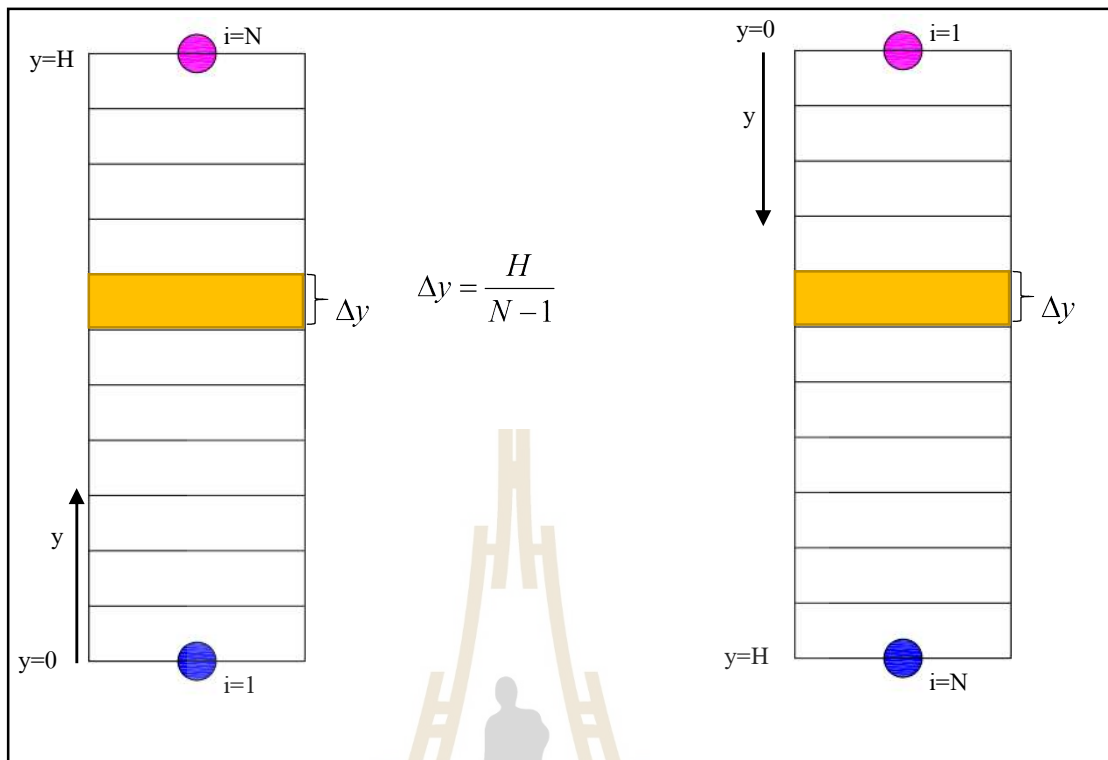 i=N
y=H
y
Δy
y=0
i=1
Δy = H / (N − 1)
y=0
i=1
y
Δy
y=H
i=N